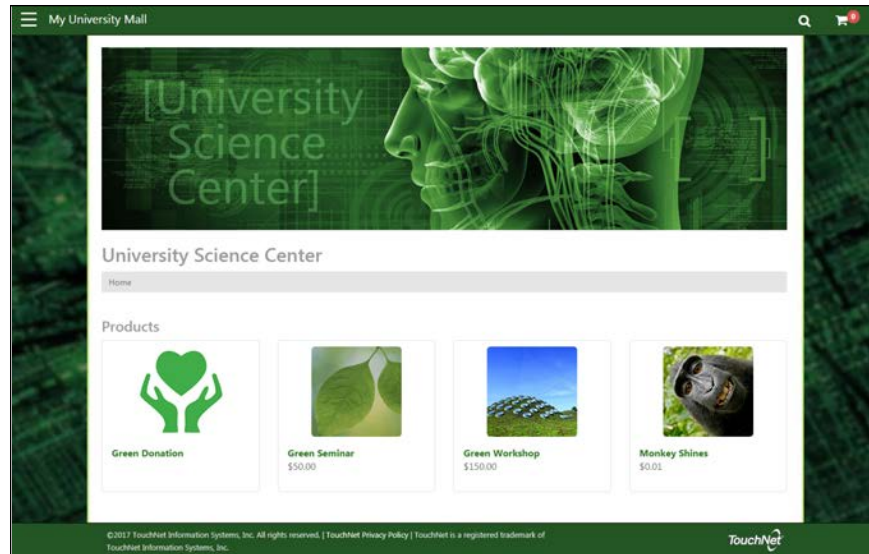 My University Mall
0
[University
Science
Center]
[ ]
University Science Center
Home
Products
Green Donation
Green Seminar
$50.00
Green Workshop
$150.00
Monkey Shines
$0.01
©2017 TouchNet Information Systems, Inc. All rights reserved. | TouchNet Privacy Policy | TouchNet is a registered trademark of
TouchNet Information Systems, Inc.
TouchNet